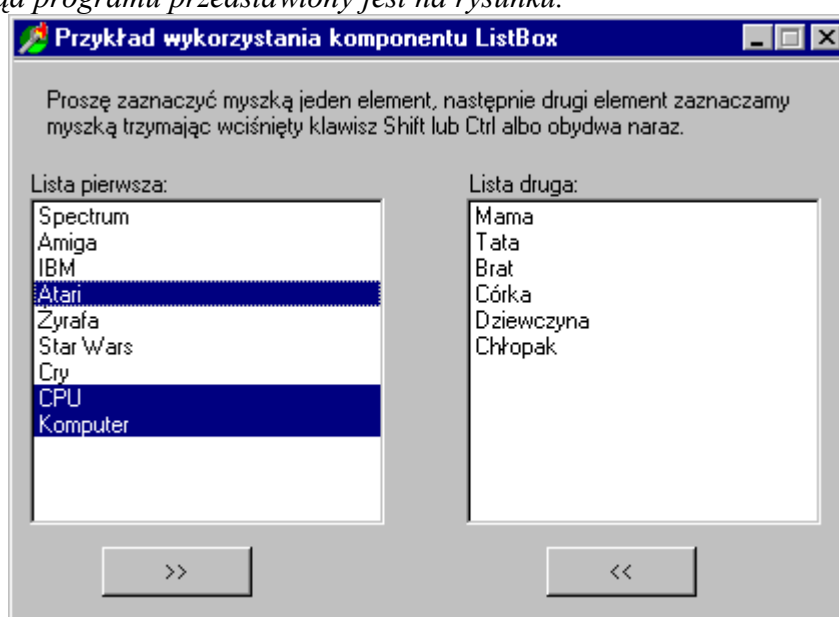 programu przedstawiony jest na rysunku.
Przykład wykorzystania komponentu ListBox
Proszę zaznaczyć myszką jeden element, następnie drugi element zaznaczamy
myszką trzymając wciśnięty klawisz Shift lub Ctrl albo obydwa naraz.
Lista pierwsza:
Spectrum
Amiga
IBM
Atari
Żyrafa
Star Wars
Cry
CPU
Komputer
>>
Lista druga:
Mama
Tata
Brat
Córka
Dziewczyna
Chłopak
<<